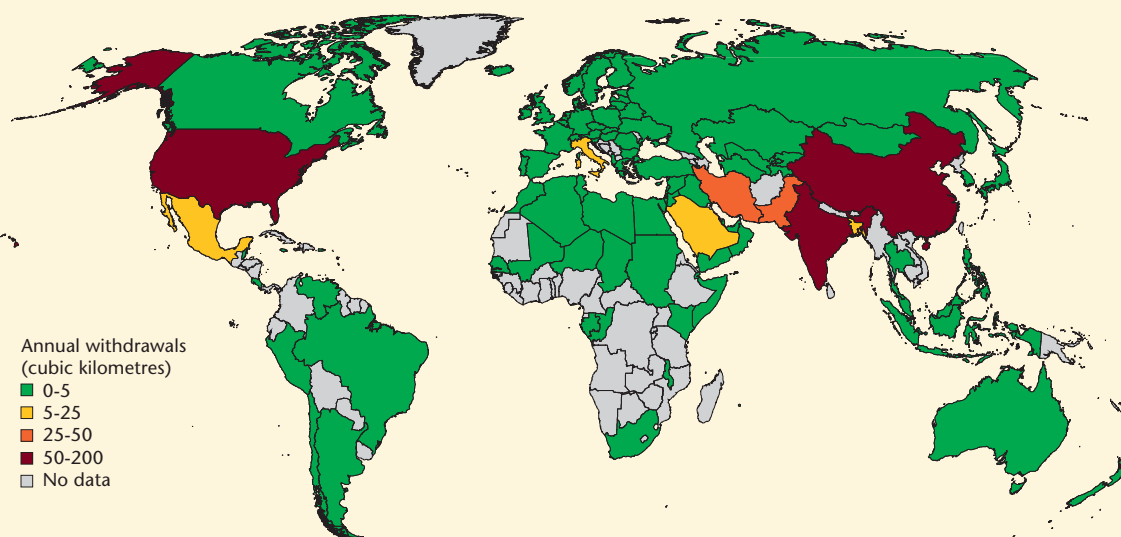 Annual withdrawals
(cubic kilometres)
0-5
5-25
25-50
50-200
No data